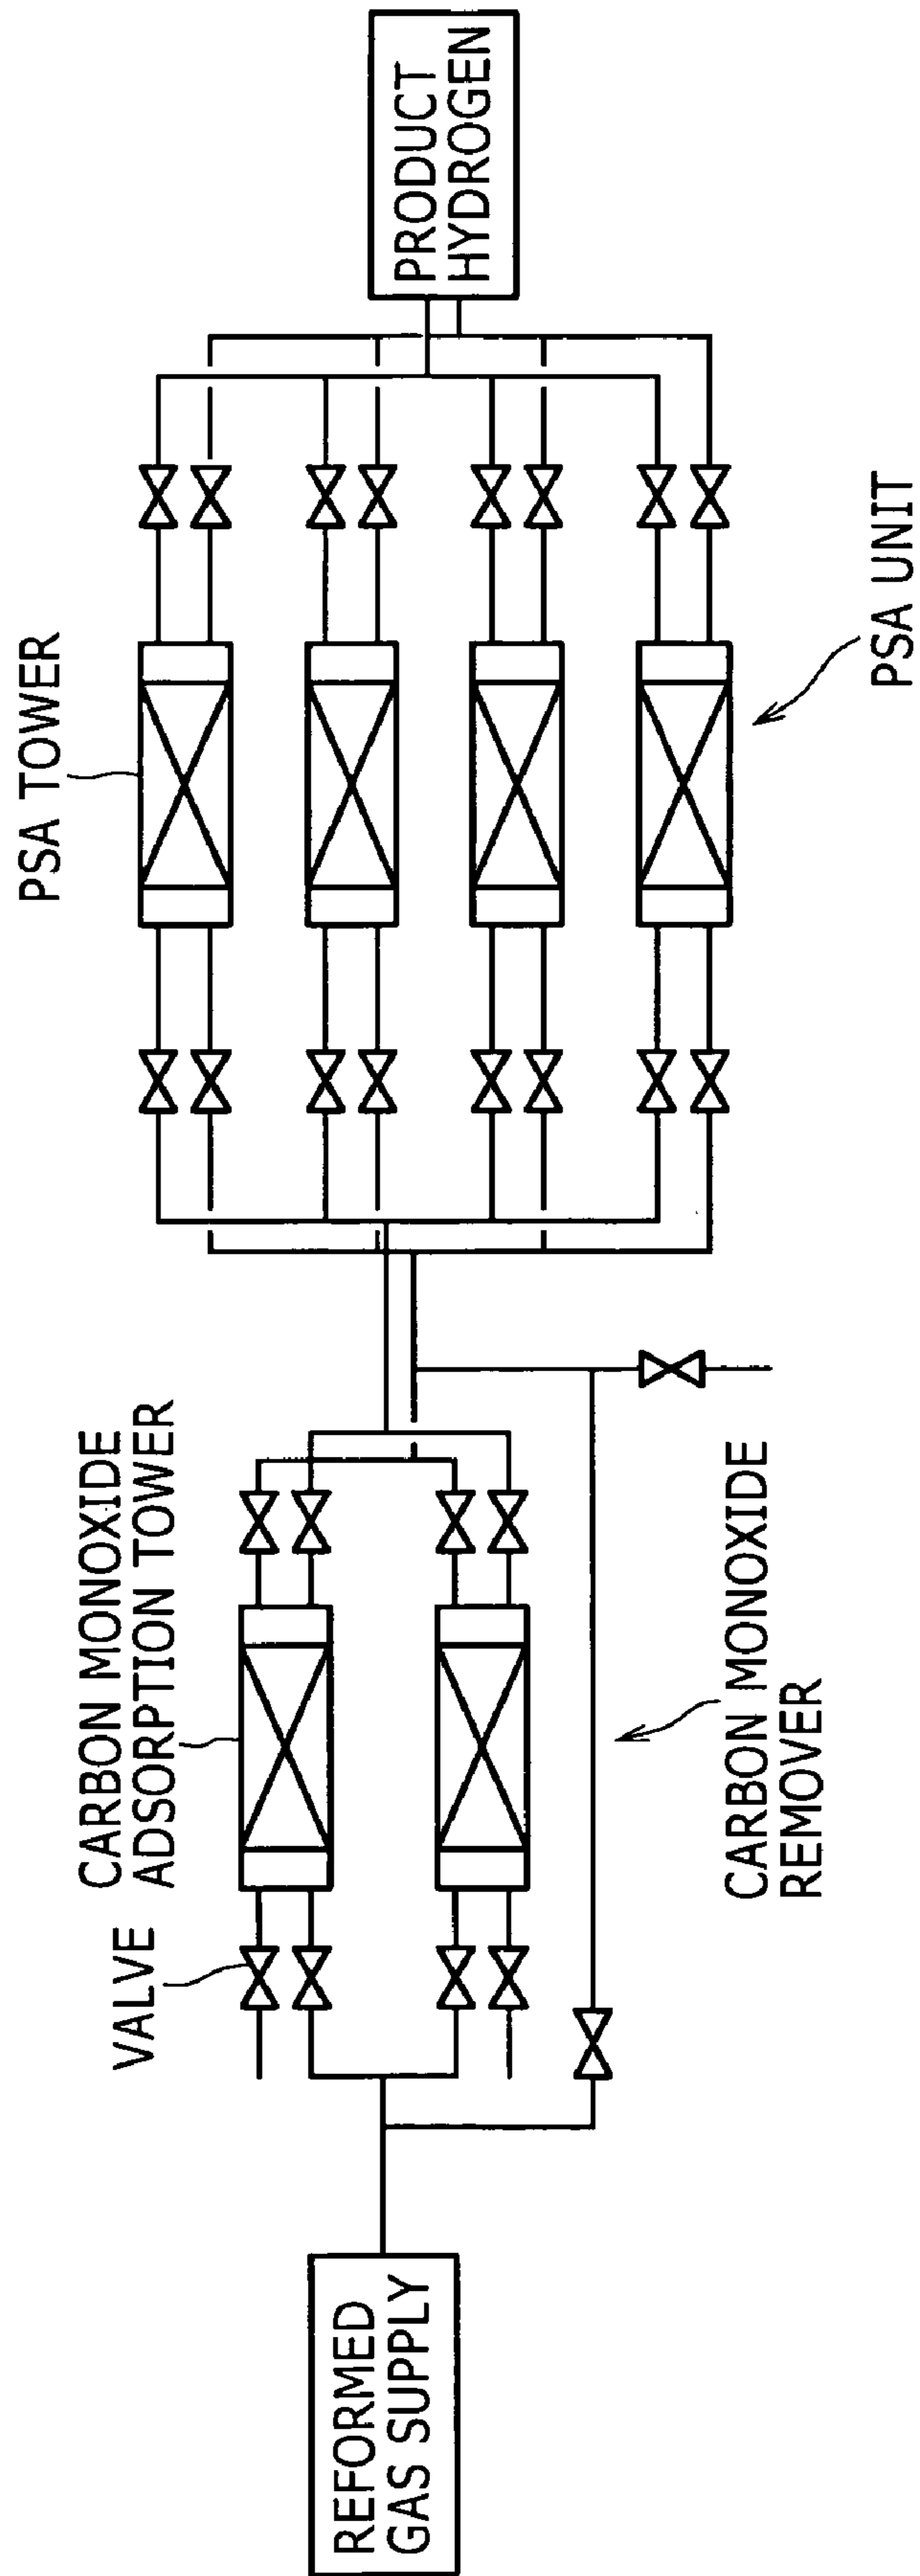 PRODUCT
HYDROGEN
PSA TOWER
PSA UNIT
CARBON MONOXIDE
ADSORPTION TOWER
VALVE
CARBON MONOXIDE
REMOVER
REFORMED
GAS SUPPLY